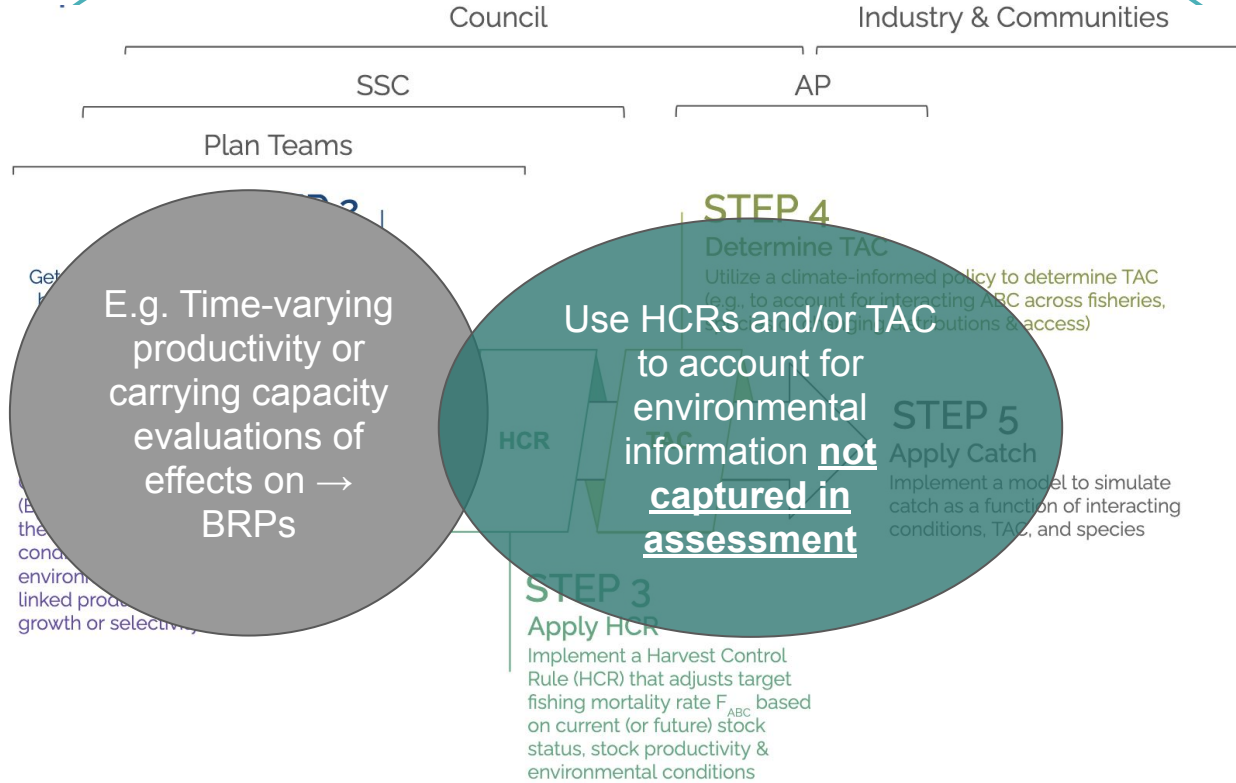 Council
Industry & Communities
SSC
AP
Plan Teams
STEP 4
Determine TAC
Utilize a climate-informed policy to determine TAC
(e.g., to account for interacting ABC across fisheries,
distributions & access)
Get
E.g. Time-varying
productivity or
carrying capacity
evaluations of
effects on →
BRPs
Use HCRs and/or TAC
to account for
environmental
information not
captured in
assessment
HCR
TAC
STEP 5
Apply Catch
Implement a model to simulate
catch as a function of interacting
conditions, TAC, and species
the
growth or
STEP 3
Apply HCR
Implement a Harvest Control
Rule (HCR) that adjusts target
fishing mortality rate FABC based
on current (or future) stock
status, stock productivity &
environmental conditions